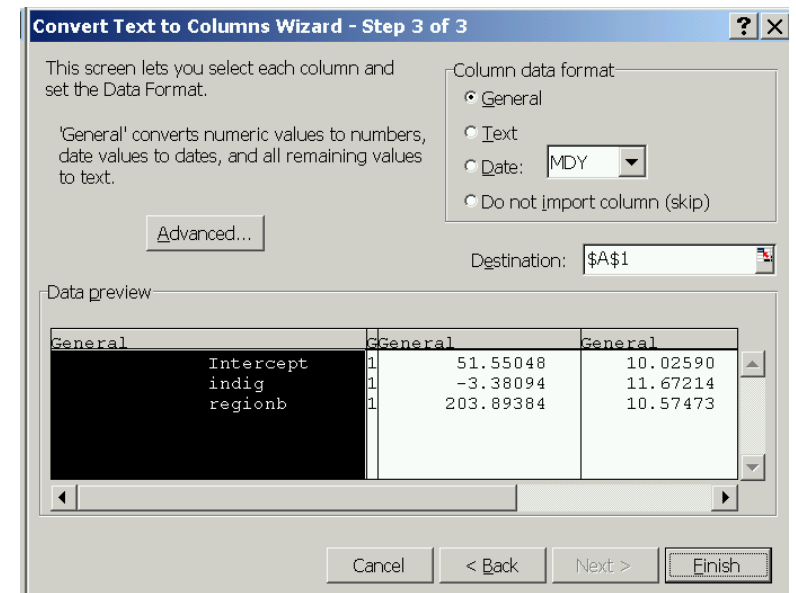 Convert Text to Columns Wizard - Step 3 of 3
This screen lets you select each column and
set the Data Format.
'General' converts numeric values to numbers,
date values to dates, and all remaining values
to text.
Advanced...
Column data format
General
Text
Date: MDY
Do not import column (skip)
Destination: $A$1
Data preview
General G General General
Intercept 1 51.55048 10.02590
indig 1 -3.38094 11.67214
regionb 1 203.89384 10.57473
Cancel < Back Next > Finish